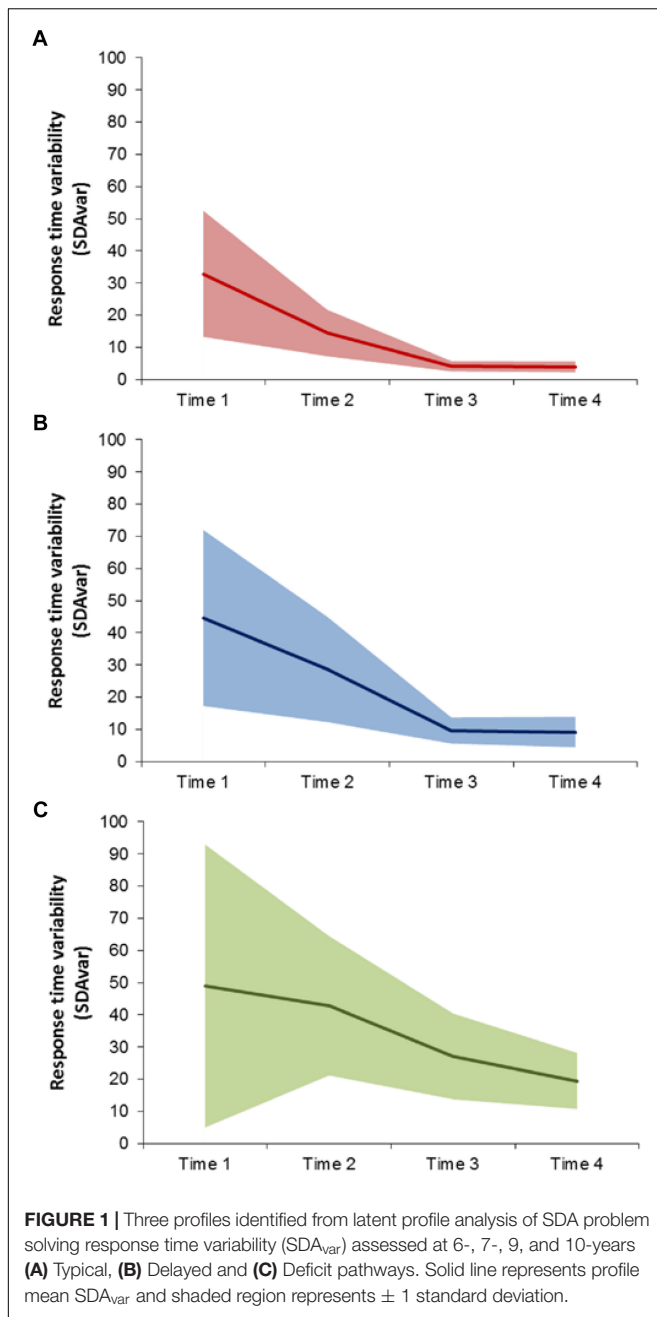 A
100
90
80
70
60
50
40
30
20
10
0
Response time variability
(SDAvar)
Time 1 Time 2 Time 3 Time 4
B
100
90
80
70
60
50
40
30
20
10
0
Response time variability
(SDAvar)
Time 1 Time 2 Time 3 Time 4
C
100
90
80
70
60
50
40
30
20
10
0
Response time variability
(SDAvar)
Time 1 Time 2 Time 3 Time 4
FIGURE 1 | Three profiles identified from latent profile analysis of SDA problem
solving response time variability (SDAvar) assessed at 6-, 7-, 9, and 10-years
(A) Typical, (B) Delayed and (C) Deficit pathways. Solid line represents profile
mean SDAvar and shaded region represents ± 1 standard deviation.